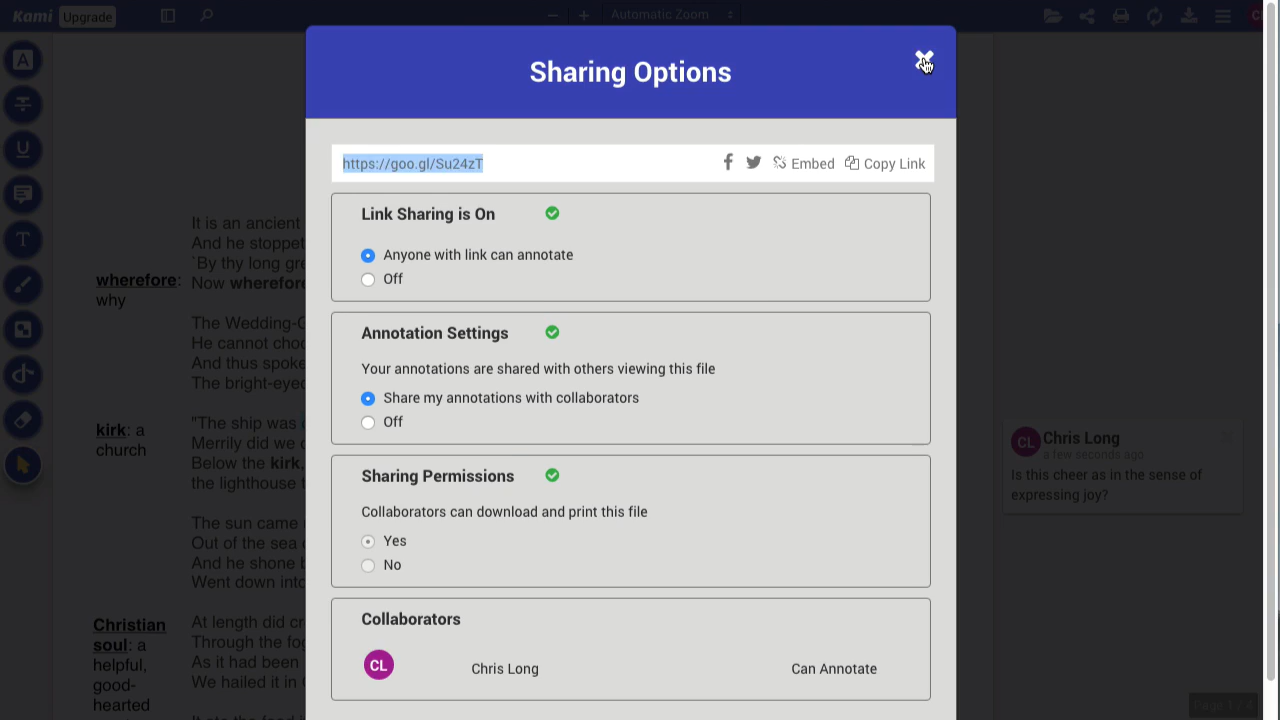 Kami Upgrade Automatic Zoom
Sharing Options
https://goo.gl/Su24zT Embed Copy Link
Link Sharing is On
Anyone with link can annotate
Off
Annotation Settings
Your annotations are shared with others viewing this file
Share my annotations with collaborators
Off
Sharing Permissions
Collaborators can download and print this file
Yes
No
Collaborators
CL Chris Long Can Annotate
It is an ancient
And he stoppet
`By thy long gre
Now wherefore
wherefore:
why
The Wedding-G
He cannot choo
And thus spoke
The bright-eyed
"The ship was
Merrily did we
Below the kirk,
the lighthouse t
kirk: a
church
The sun came
Out of the sea
And he shone b
Went down into
At length did cr
Through the fog
As it had been
We hailed it in
Christian
soul: a
helpful,
good-
hearted
CL Chris Long
a few seconds ago
Is this cheer as in the sense of
expressing joy?
Page 1 / 4